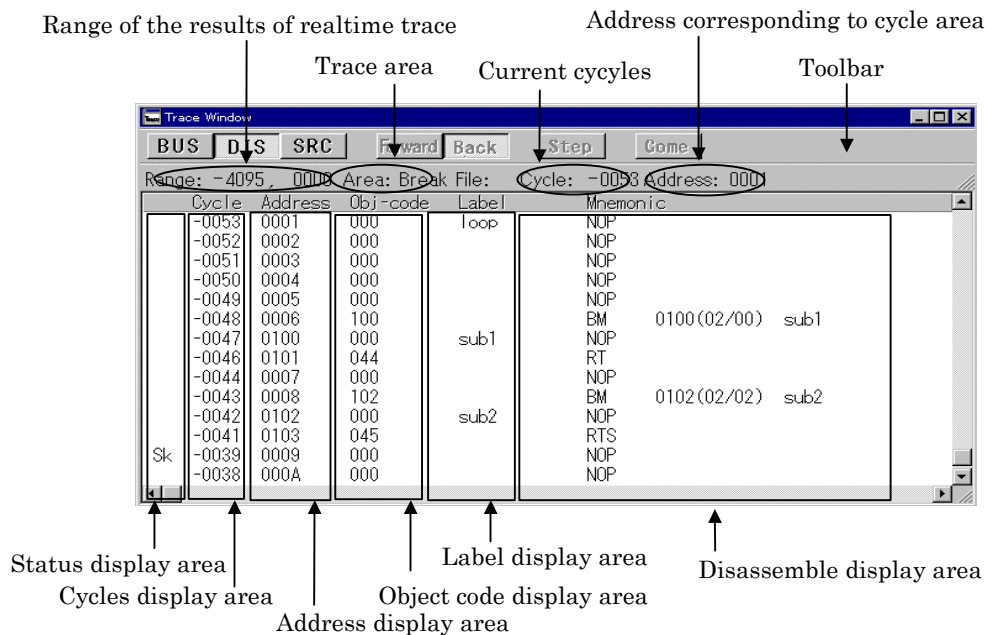 Range of the results of realtime trace
Address corresponding to cycle area
Trace area
Current cycyles
Toolbar
Trace Window
BUS DIS SRC Forward Back Step Come
Range: -4095, 0000 Area: Break File: Cycle: -0053 Address: 0001
Cycle Address Obj-code Label Mnemonic
-0053 0001 000 loop NOP
-0052 0002 000 NOP
-0051 0003 000 NOP
-0050 0004 000 NOP
-0049 0005 000 NOP
-0048 0006 100 BM 0100(02/00) sub1
-0047 0100 000 sub1 NOP
-0046 0101 044 RT
-0044 0007 000 NOP
-0043 0008 102 BM 0102(02/02) sub2
-0042 0102 000 sub2 NOP
-0041 0103 045 RTS
Sk -0039 0009 000 NOP
-0038 000A 000 NOP
Status display area
Label display area
Disassemble display area
Cycles display area
Object code display area
Address display area